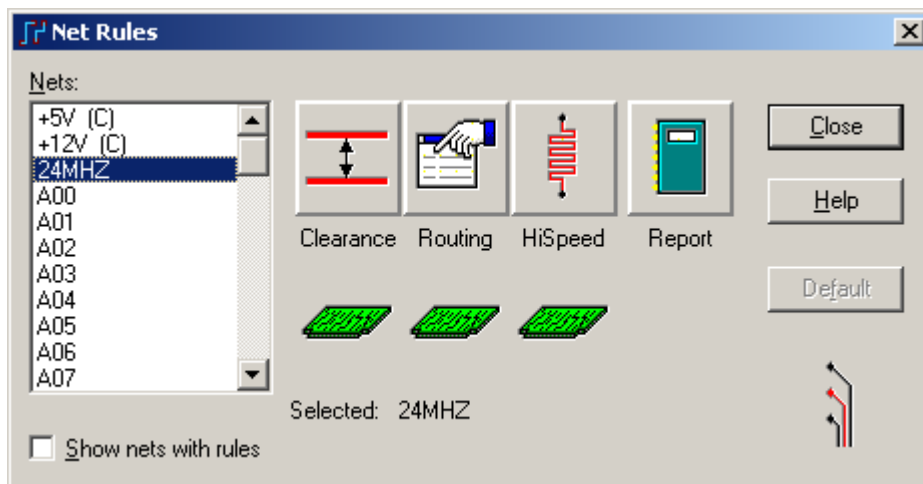 Net Rules
Nets:
+5V (C)
+12V (C)
24MHZ
A00
A01
A02
A03
A04
A05
A06
A07
Show nets with rules
Clearance Routing HiSpeed Report
Selected: 24MHZ
Close
Help
Default